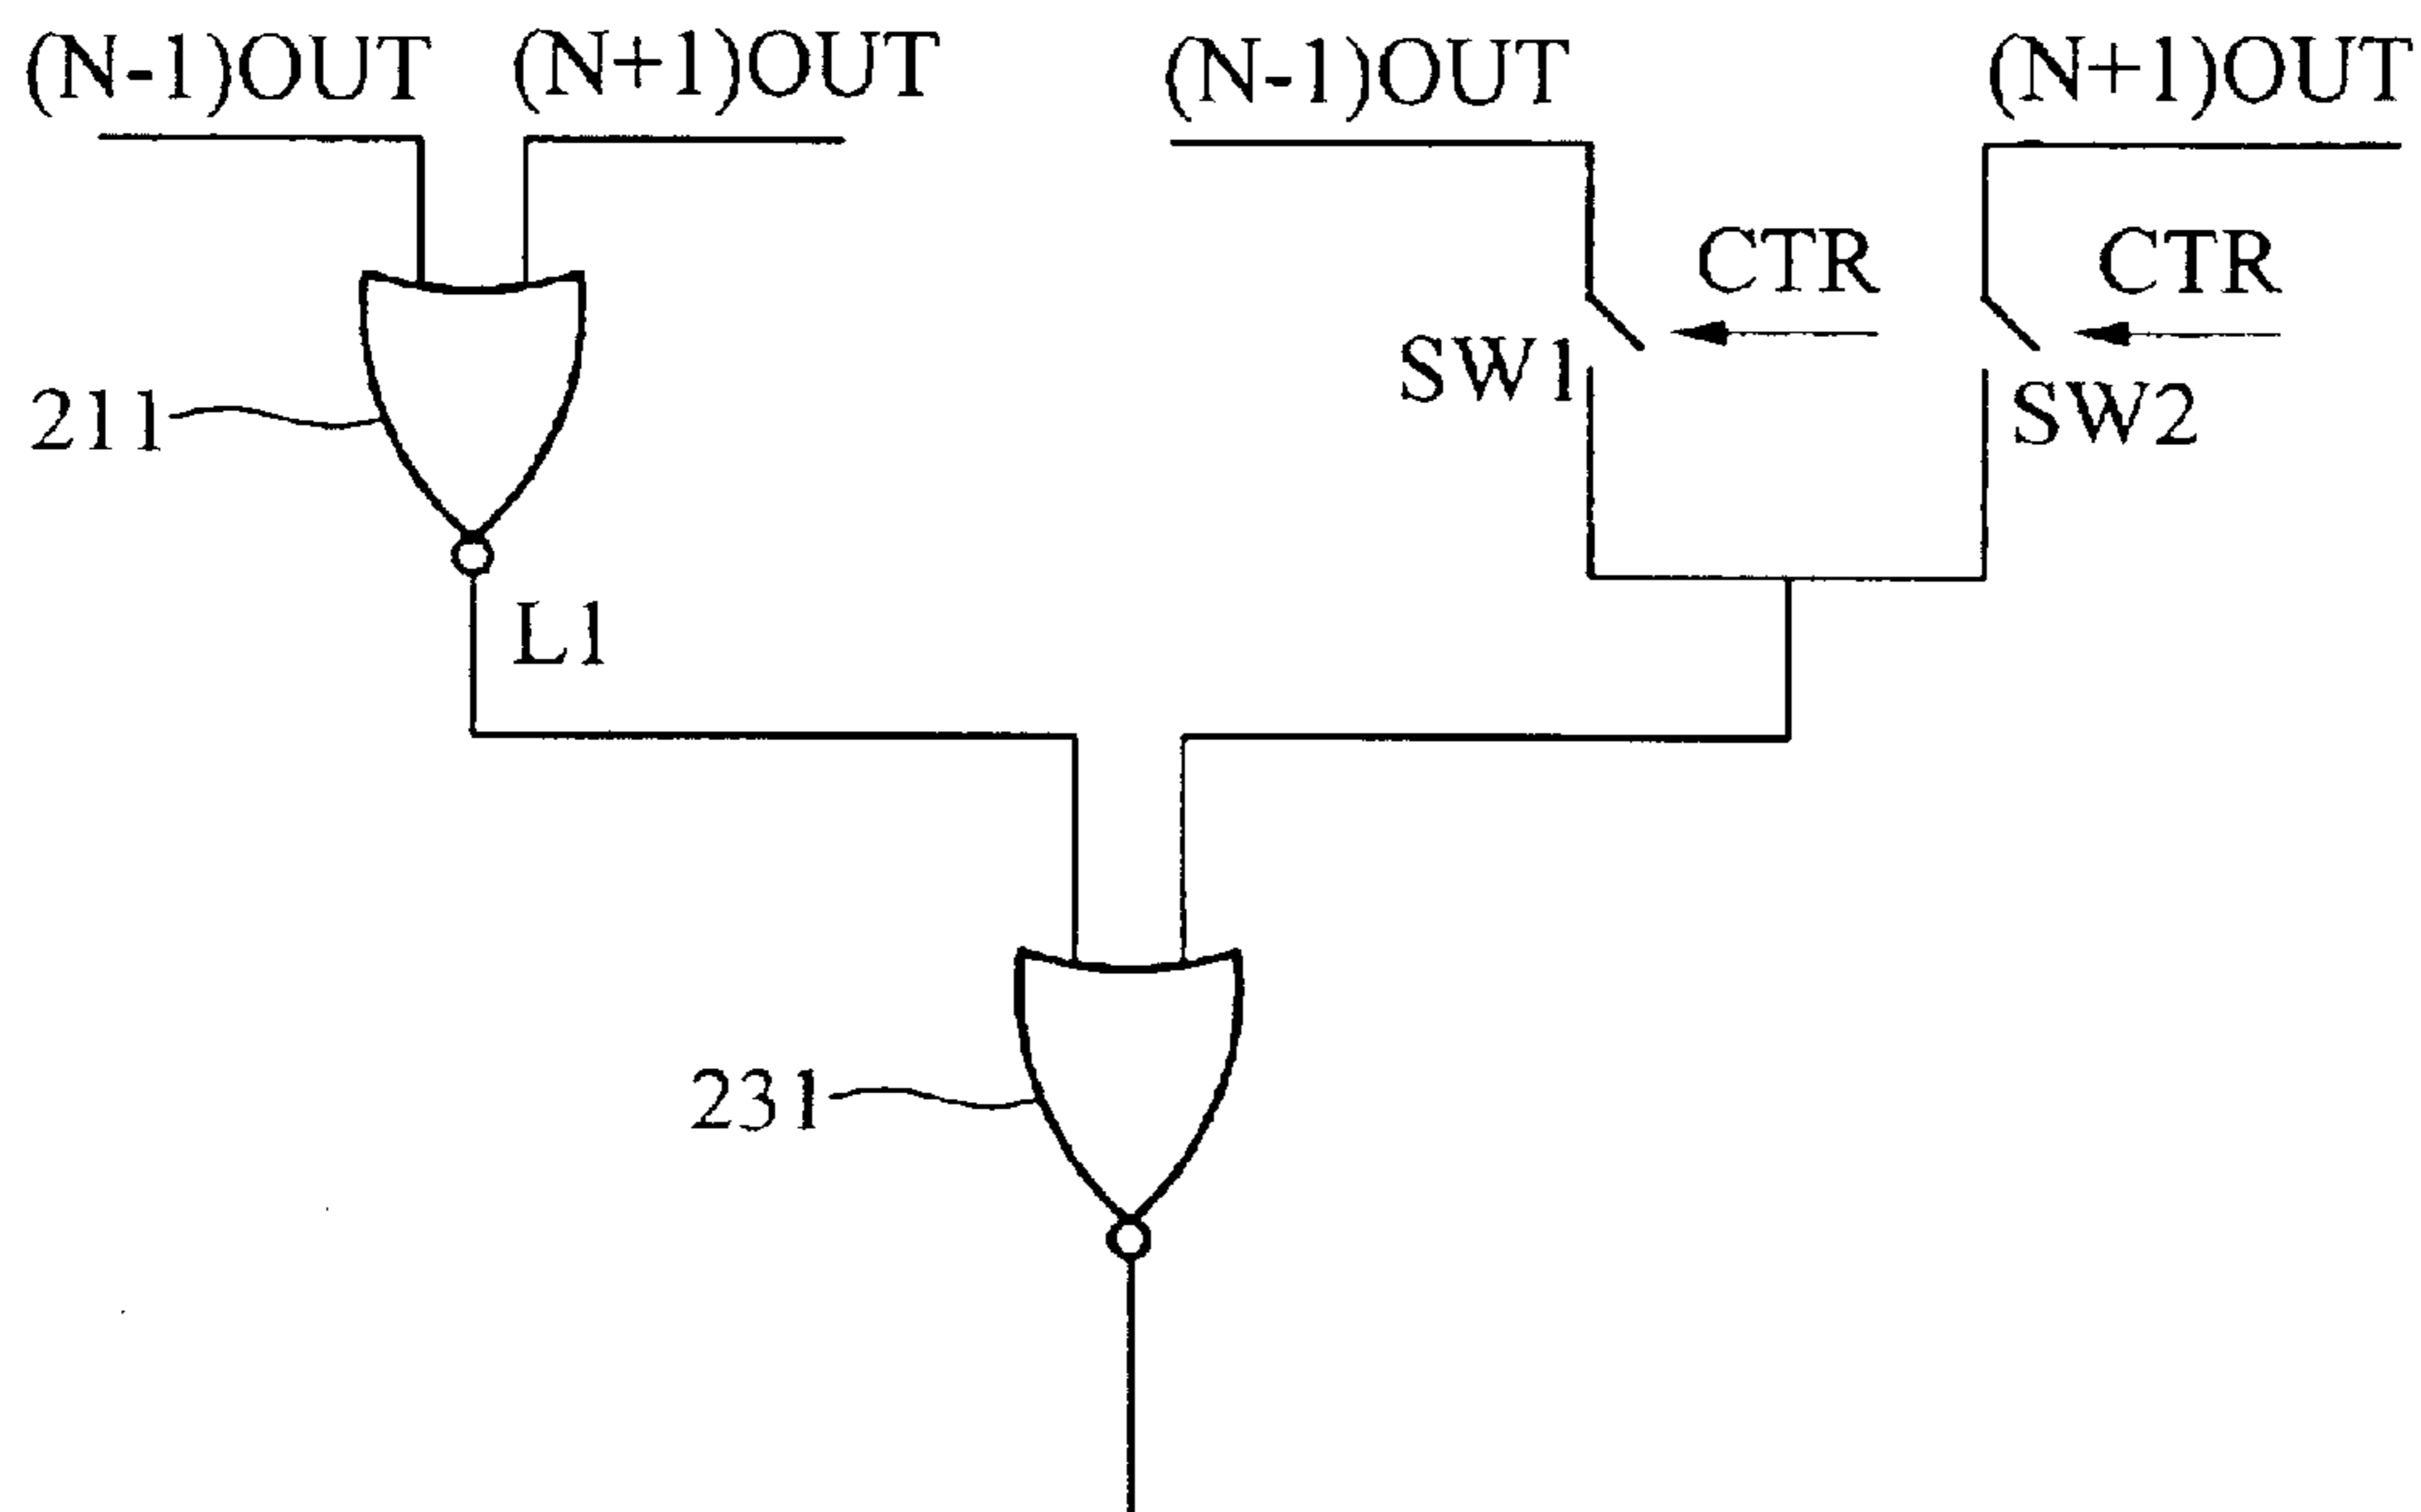 (N-1)OUT
(N+1)OUT
(N-1)OUT
(N+1)OUT
CTR
CTR
SW1
SW2
211
L1
231